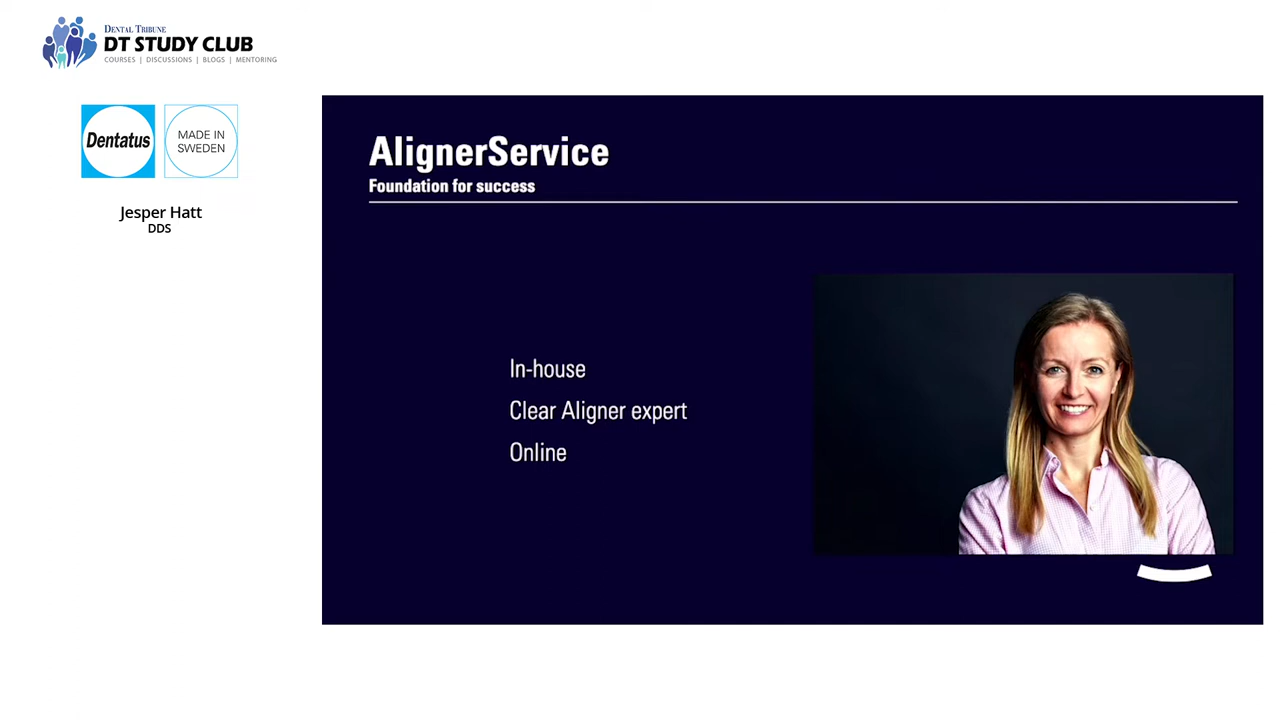 DENTAL TRIBUNE
DT STUDY CLUB
COURSES | DISCUSSIONS | BLOGS | MENTORING
Dentatus
MADE IN
SWEDEN
Jesper Hatt
DDS
AlignerService
Foundation for success
In-house
Clear Aligner expert
Online